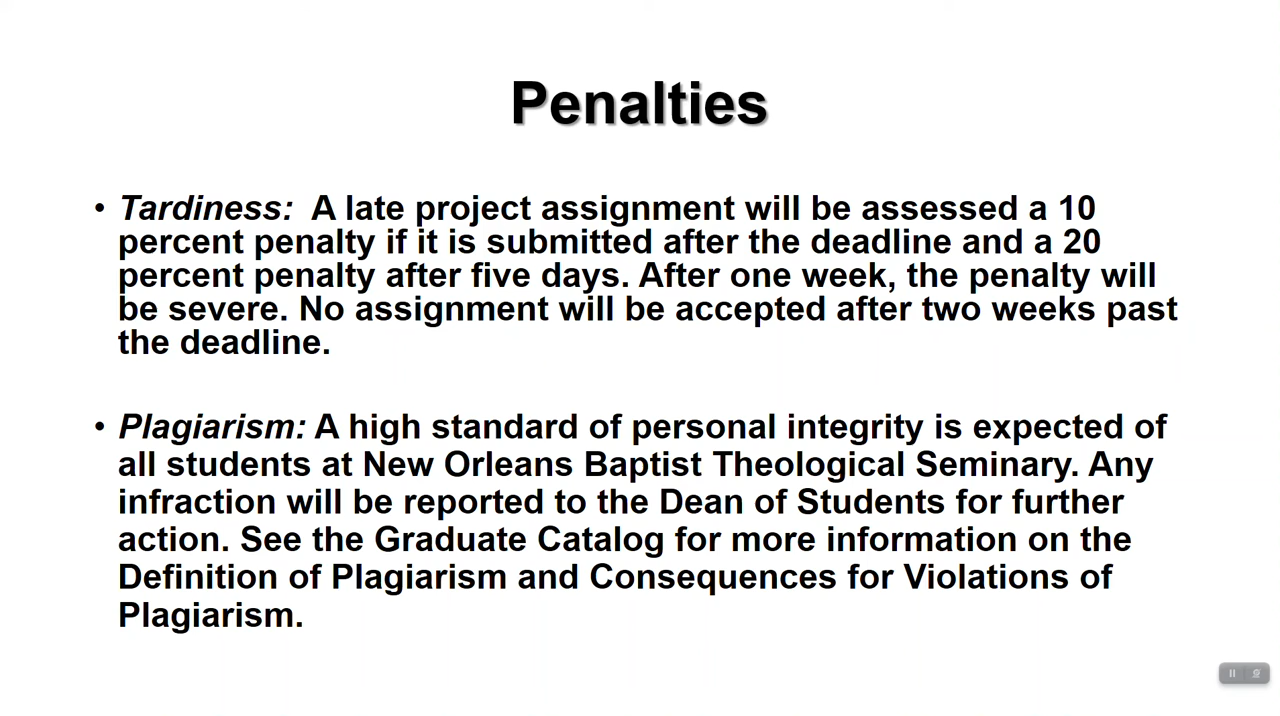 Penalties
• Tardiness: A late project assignment will be assessed a 10
percent penalty if it is submitted after the deadline and a 20
percent penalty after five days. After one week, the penalty will
be severe. No assignment will be accepted after two weeks past
the deadline.
• Plagiarism: A high standard of personal integrity is expected of
all students at New Orleans Baptist Theological Seminary. Any
infraction will be reported to the Dean of Students for further
action. See the Graduate Catalog for more information on the
Definition of Plagiarism and Consequences for Violations of
Plagiarism.